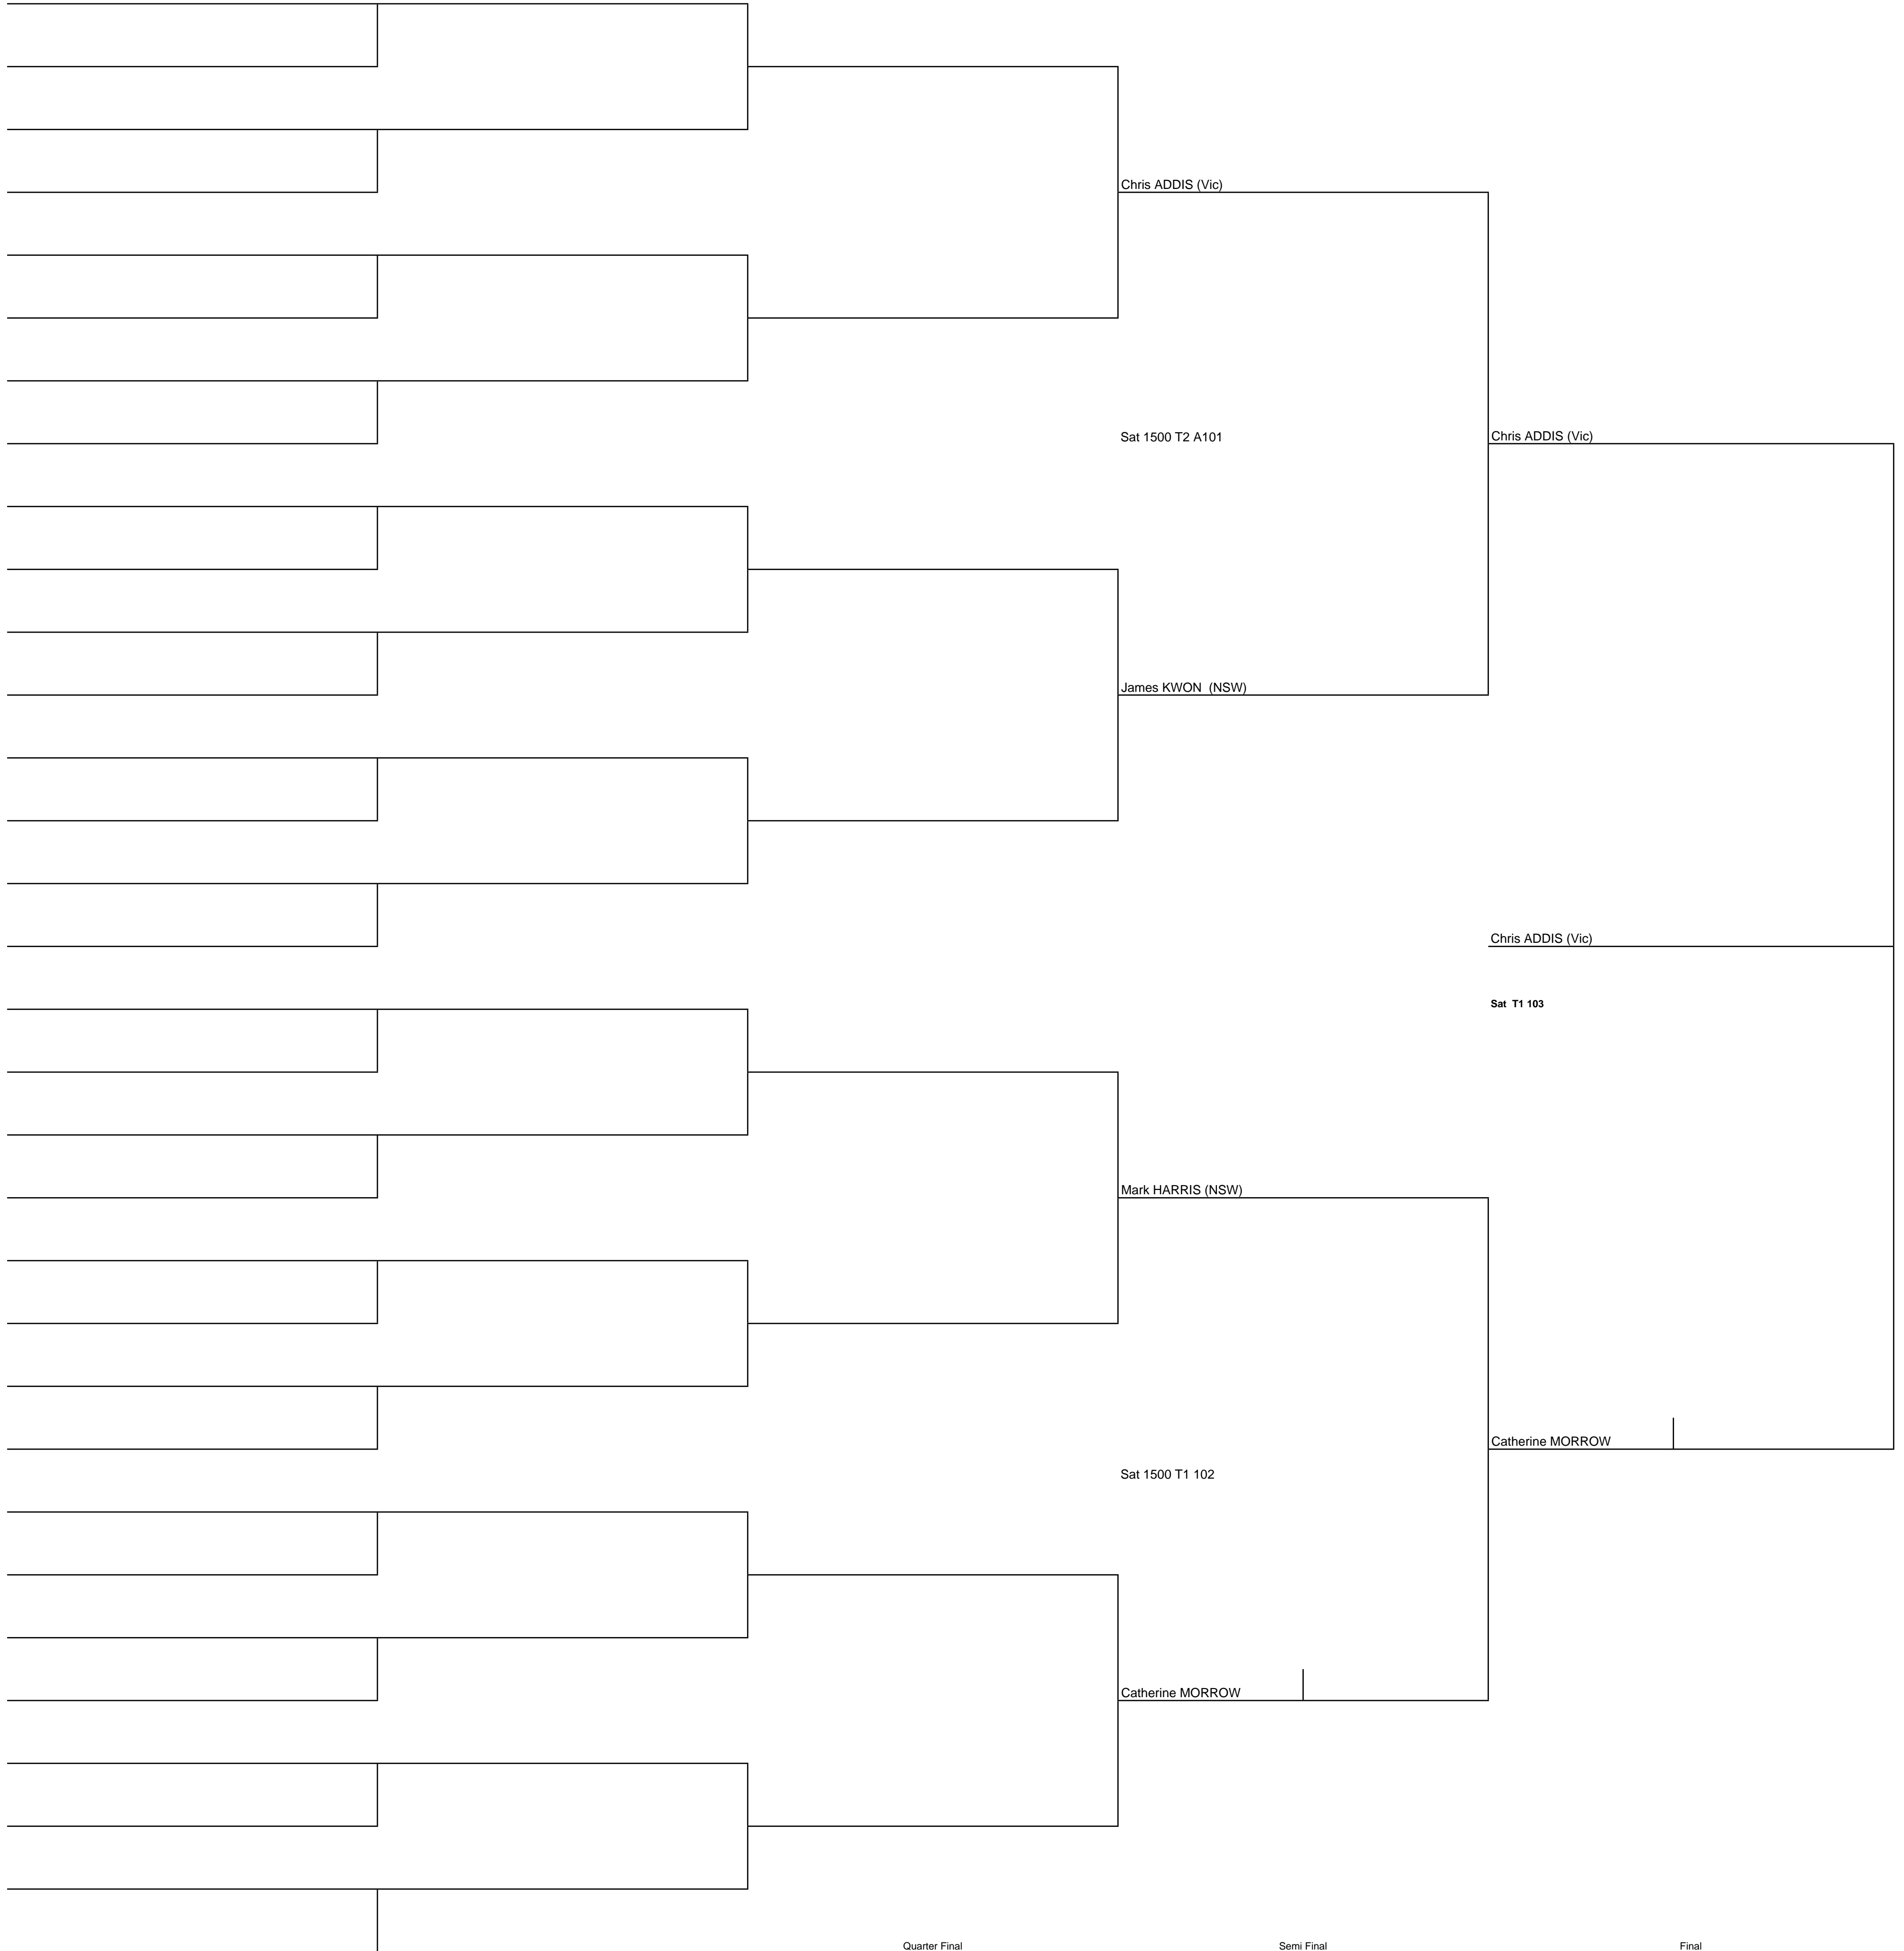 Chris ADDIS (Vic)
Sat 1500 T2 A101
Chris ADDIS (Vic)
James KWON  (NSW)
Chris ADDIS (Vic)
Sat  T1 103
Mark HARRIS (NSW)
Catherine MORROW
Sat 1500 T1 102
Catherine MORROW
Quarter Final
Semi Final
Final